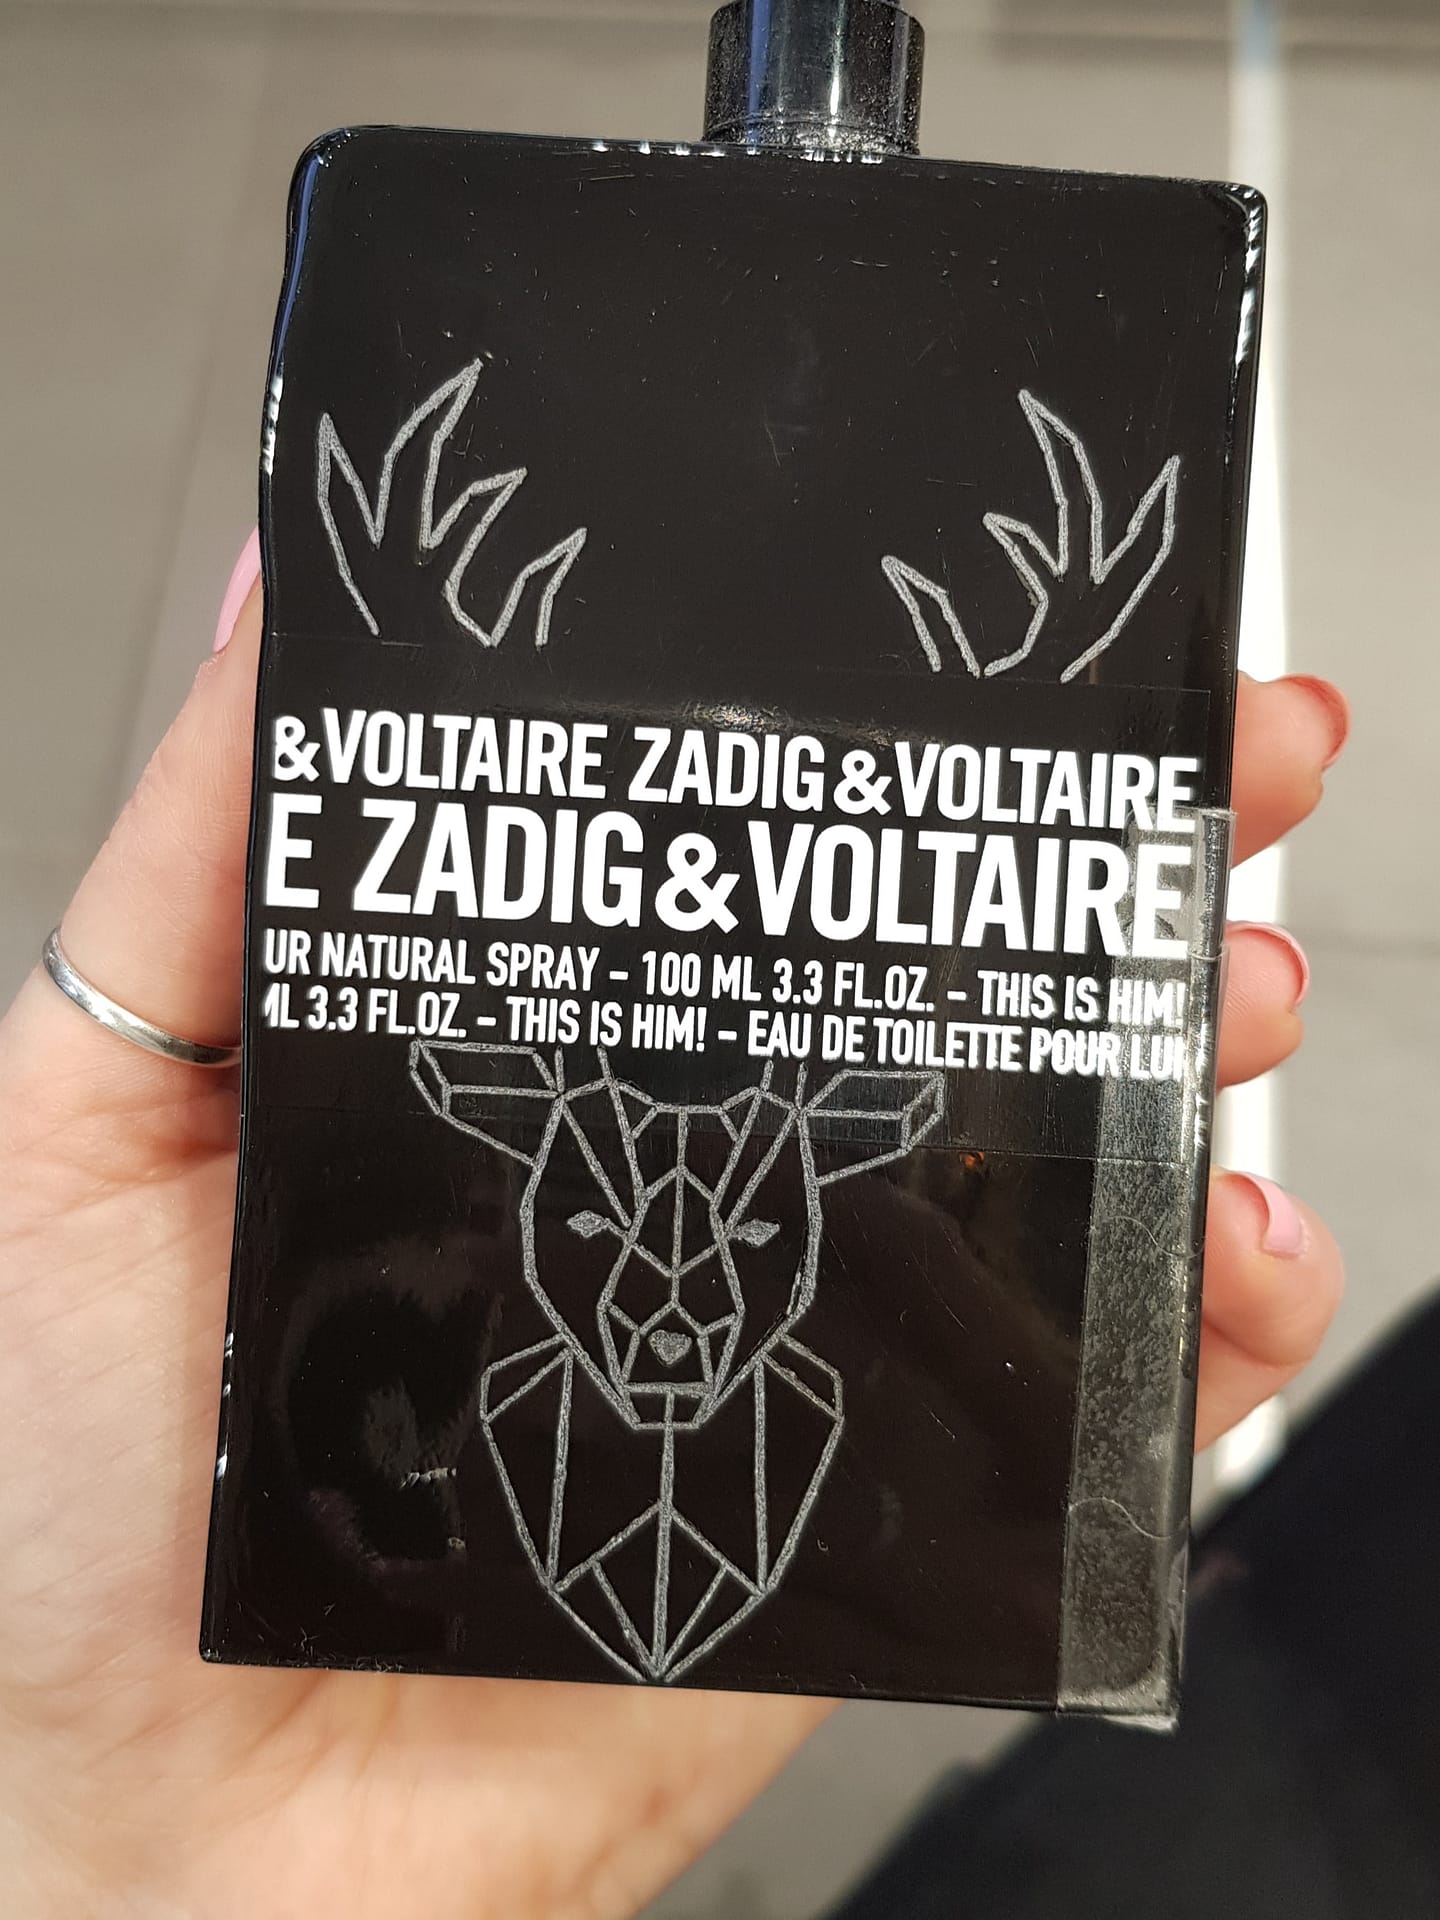 &VOLTAIRE ZADIG&VOLTAIRE
E ZADIG&VOLTAIRE
UR NATURAL SPRAY – 100 ML 3.3 FL.OZ. – THIS IS HIM!
ML 3.3 FL.OZ. – THIS IS HIM! – EAU DE TOILETTE POUR LUI